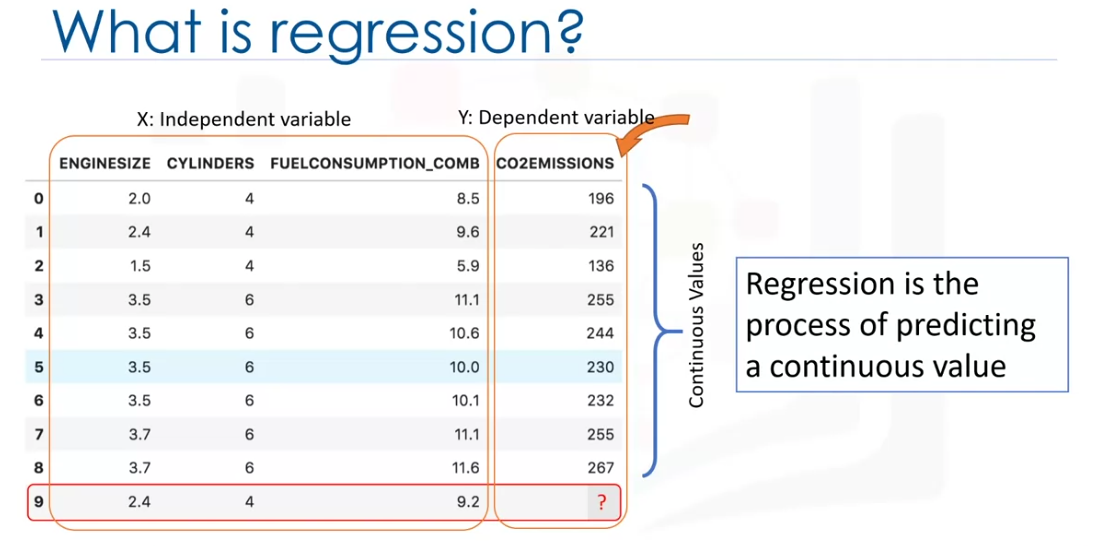 What is regression?
X: Independent variable Y: Dependent variable
ENGINESIZE CYLINDERS FUELCONSUMPTION_COMB CO2EMISSIONS
0 2.0 4 8.5 196
1 2.4 4 9.6 221
2 1.5 4 5.9 136
3 3.5 6 11.1 255
4 3.5 6 10.6 244
5 3.5 6 10.0 230
6 3.5 6 10.1 232
7 3.7 6 11.1 255
8 3.7 6 11.6 267
9 2.4 4 9.2 ?
Continuous Values
Regression is the
process of predicting
a continuous value